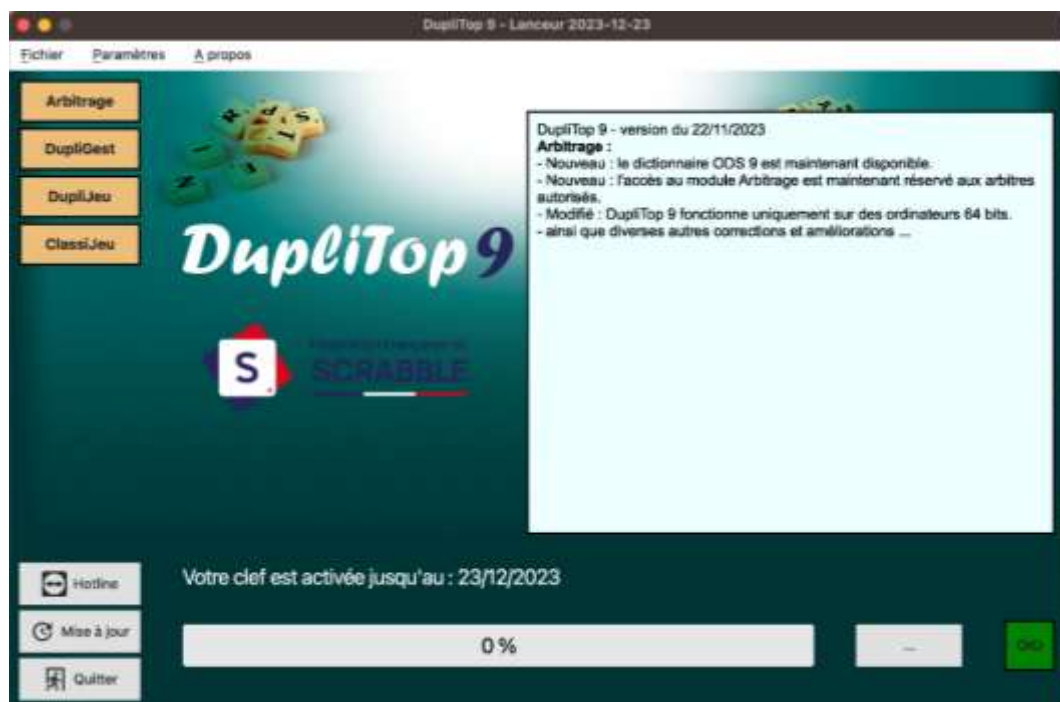 DupliTop 9 - Lanceur 2023-12-23
Fichier Paramètres A propos
Arbitrage
DupliGest
DupliJeu
ClassiJeu
DupliTop 9
S
SCRABBLE
DupliTop 9 - version du 22/11/2023
Arbitrage :
- Nouveau : le dictionnaire ODS 9 est maintenant disponible.
- Nouveau : l'accès au module Arbitrage est maintenant réservé aux arbitres
autorisés.
- Modifié : DupliTop 9 fonctionne uniquement sur des ordinateurs 64 bits.
- ainsi que diverses autres corrections et améliorations ...
Hotline
Mise à jour
Quitter
Votre clef est activée jusqu'au : 23/12/2023
0 %
...